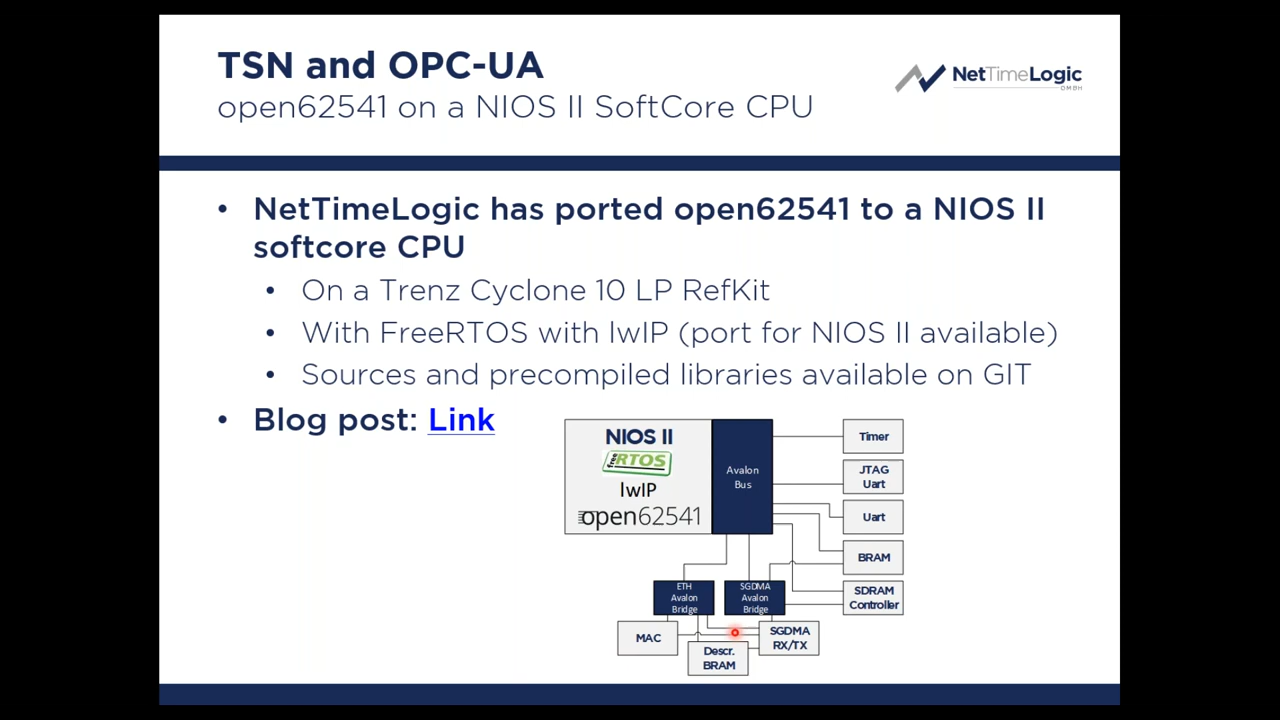 TSN and OPC-UA
open62541 on a NIOS II SoftCore CPU
NetTimeLogic
GMBH
• NetTimeLogic has ported open62541 to a NIOS II
softcore CPU
• On a Trenz Cyclone 10 LP RefKit
• With FreeRTOS with lwIP (port for NIOS II available)
• Sources and precompiled libraries available on GIT
• Blog post: Link
NIOS II
freeRTOS
lwIP
open62541
Avalon
Bus
Timer
JTAG
Uart
Uart
BRAM
SDRAM
Controller
ETH
Avalon
Bridge
SGDMA
Avalon
Bridge
MAC
Descr.
BRAM
SGDMA
RX/TX